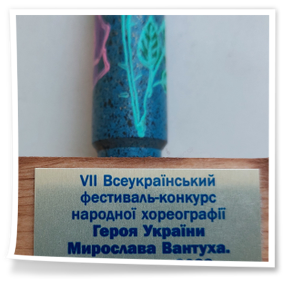 VII Всеукраїнський
фестиваль-конкурс
народної хореографії
Героя України
Мирослава Вантуха.